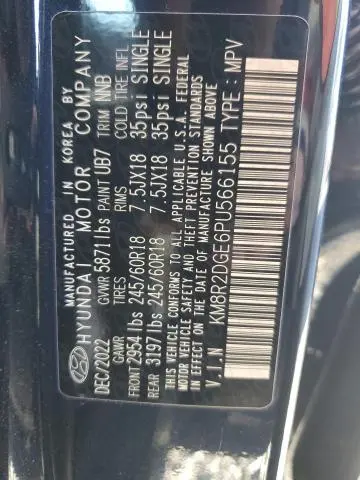 MANUFACTURED IN KOREA BY
HYUNDAI MOTOR COMPANY
DEC/2022 GVWR 5871 lbs PAINT UB7 TRIM NNB
GAWR TIRES RIMS COLD TIRE INFL
FRONT 2954 lbs 245/60R18 7.5JX18 35psi SINGLE
REAR 3197 lbs 245/60R18 7.5JX18 35psi SINGLE
THIS VEHICLE CONFORMS TO ALL APPLICABLE U.S.A. FEDERAL
MOTOR VEHICLE SAFETY AND THEFT PREVENTION STANDARDS
IN EFFECT ON THE DATE OF MANUFACTURE SHOWN ABOVE
V.I.N KM8R2DGE6PU566155 TYPE : MPV